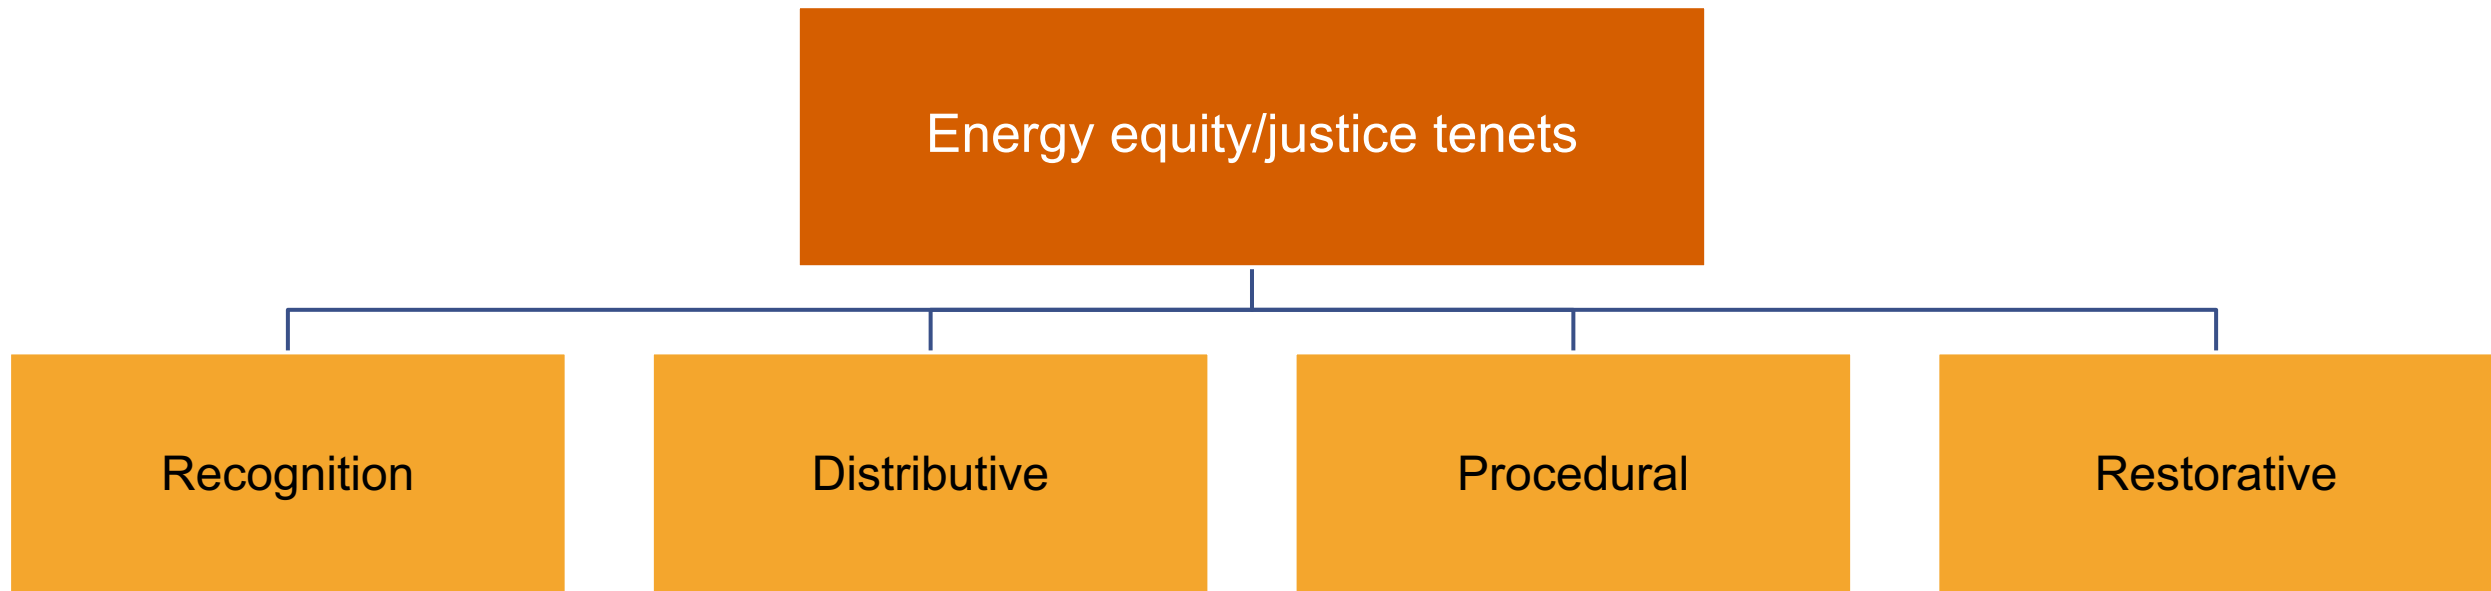 Energy equity/justice tenets
Recognition
Distributive
Procedural
Restorative